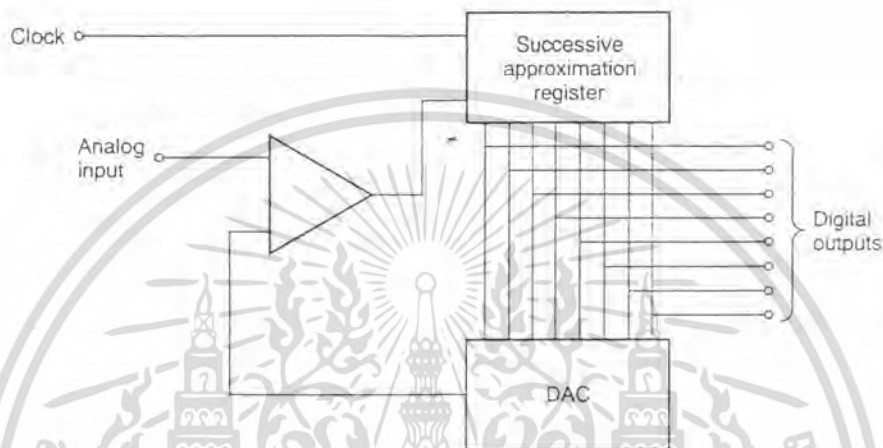 Clock
Successive
approximation
register
Analog
input
Digital
outputs
DAC